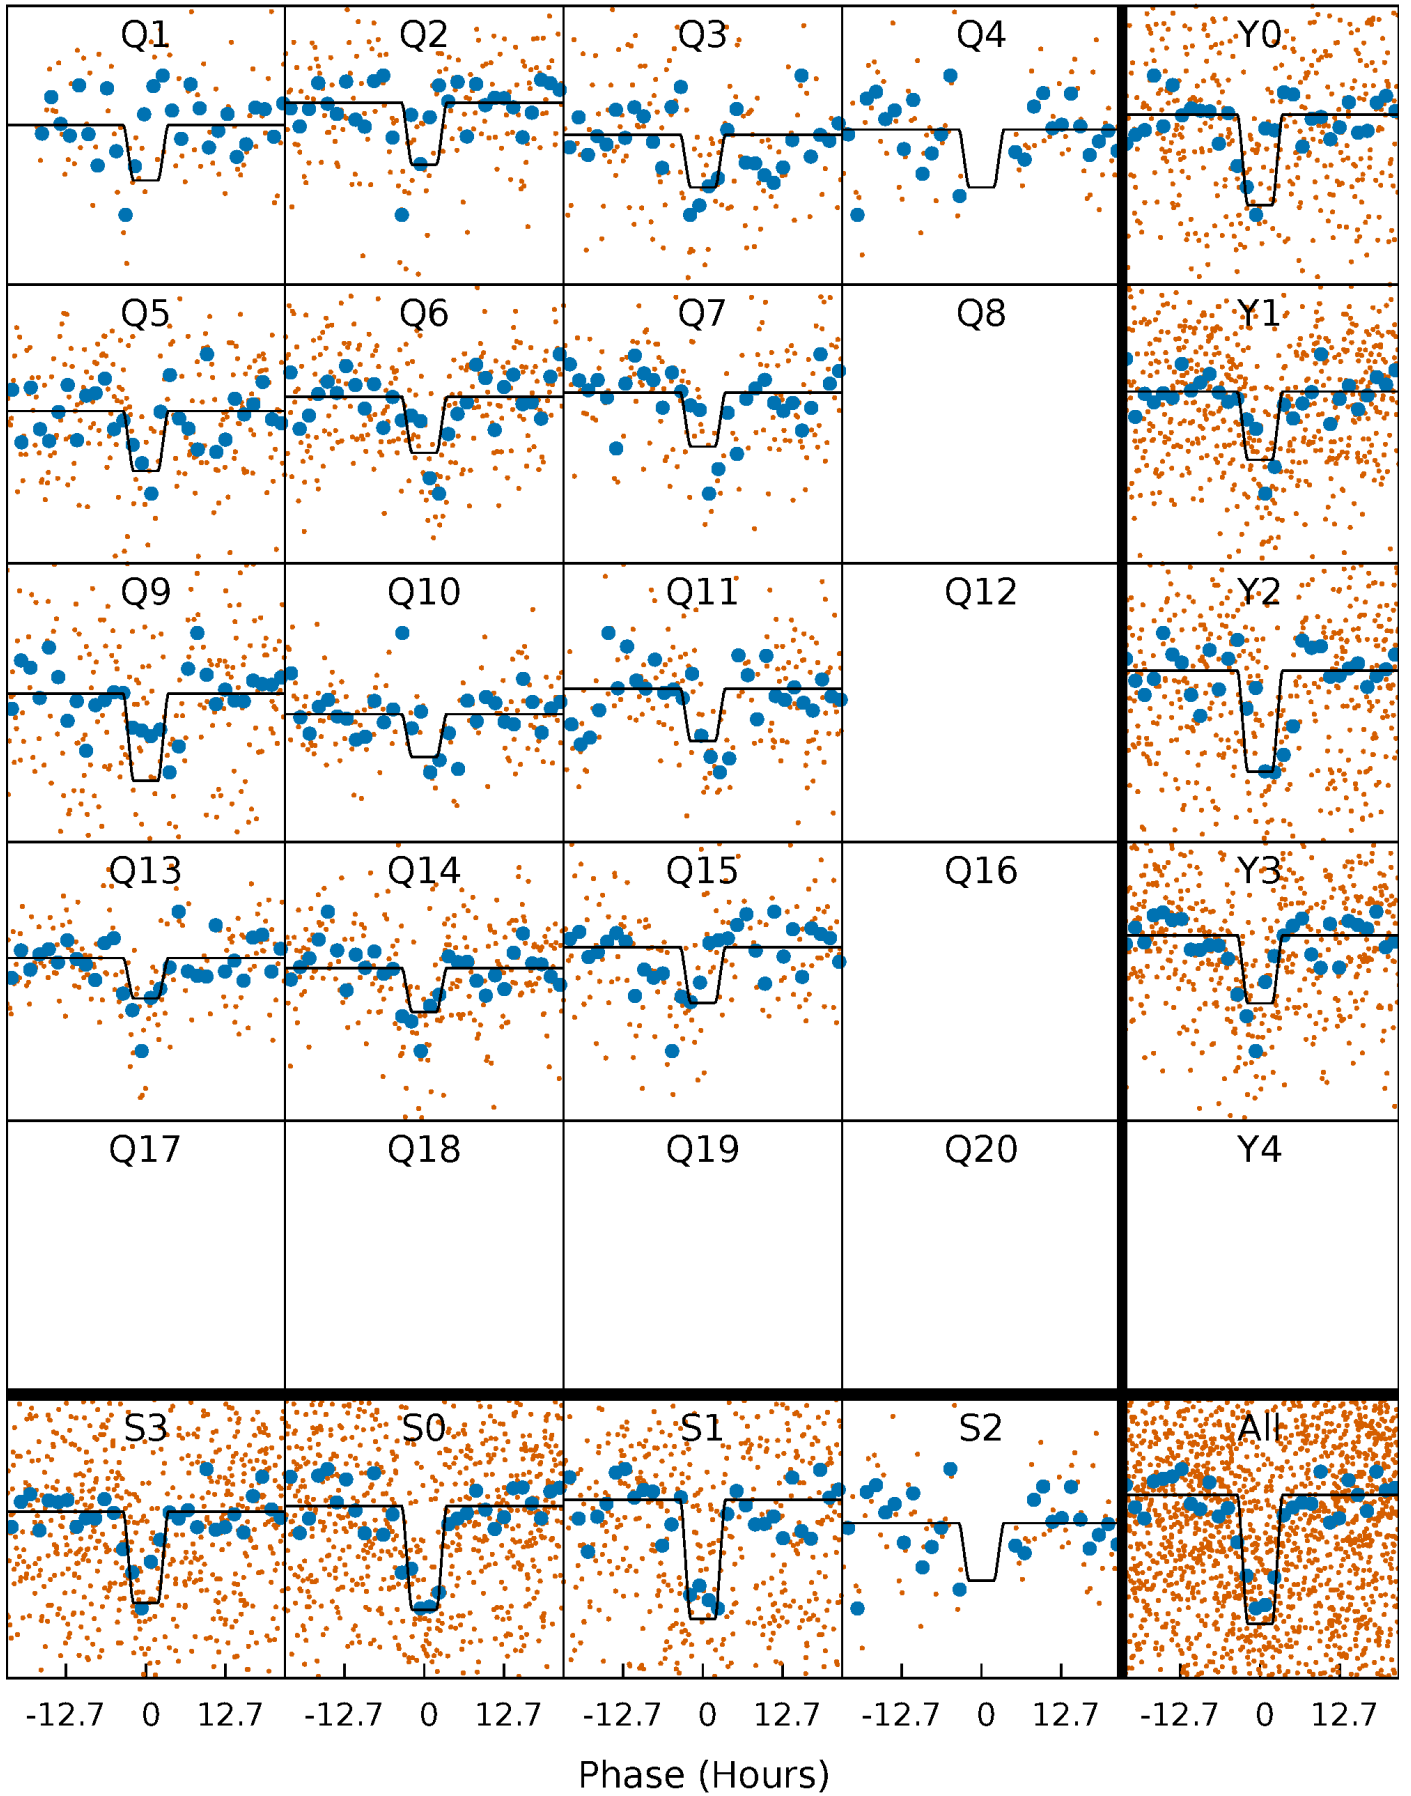 Q1 Q2 Q3 Q4 Y0
Q5 Q6 Q7 Q8 Y1
Q9 Q10 Q11 Q12 Y2
Q13 Q14 Q15 Q16 Y3
Q17 Q18 Q19 Q20 Y4
S3 S0 S1 S2 All
-12.7 0 12.7 -12.7 0 12.7 -12.7 0 12.7 -12.7 0 12.7 -12.7 0 12.7
Phase (Hours)